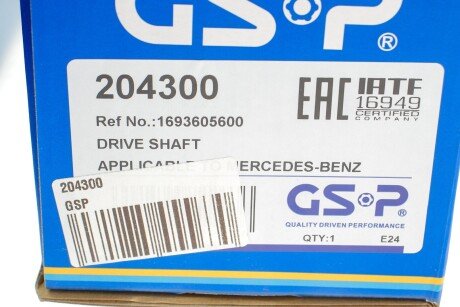 GSP®
204300
EAC IATF
16949
CERTIFIED
COMPANY
Ref No.:1693605600
DRIVE SHAFT
APPLICABLE TO MERCEDES-BENZ
204300
GSP
GSP®
QUALITY DRIVEN PERFORMANCE
QTY:1 E24